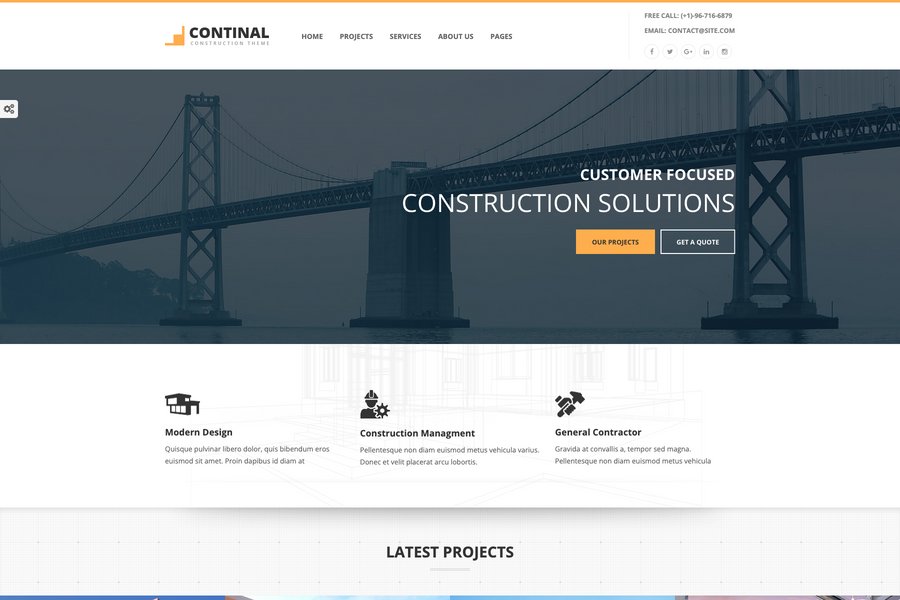 CONTINAL
CONSTRUCTION THEME
HOME PROJECTS SERVICES ABOUT US PAGES
FREE CALL: (+1)-96-716-6879
EMAIL: CONTACT@SITE.COM
CUSTOMER FOCUSED
CONSTRUCTION SOLUTIONS
OUR PROJECTS GET A QUOTE
Modern Design
Quisque pulvinar libero dolor, quis bibendum eros
euismod sit amet. Proin dapibus id diam at
Construction Managment
Pellentesque non diam euismod metus vehicula varius.
Donec et velit placerat arcu lobortis.
General Contractor
Gravida at convallis a, tempor sed magna.
Pellentesque non diam euismod metus vehicula
LATEST PROJECTS